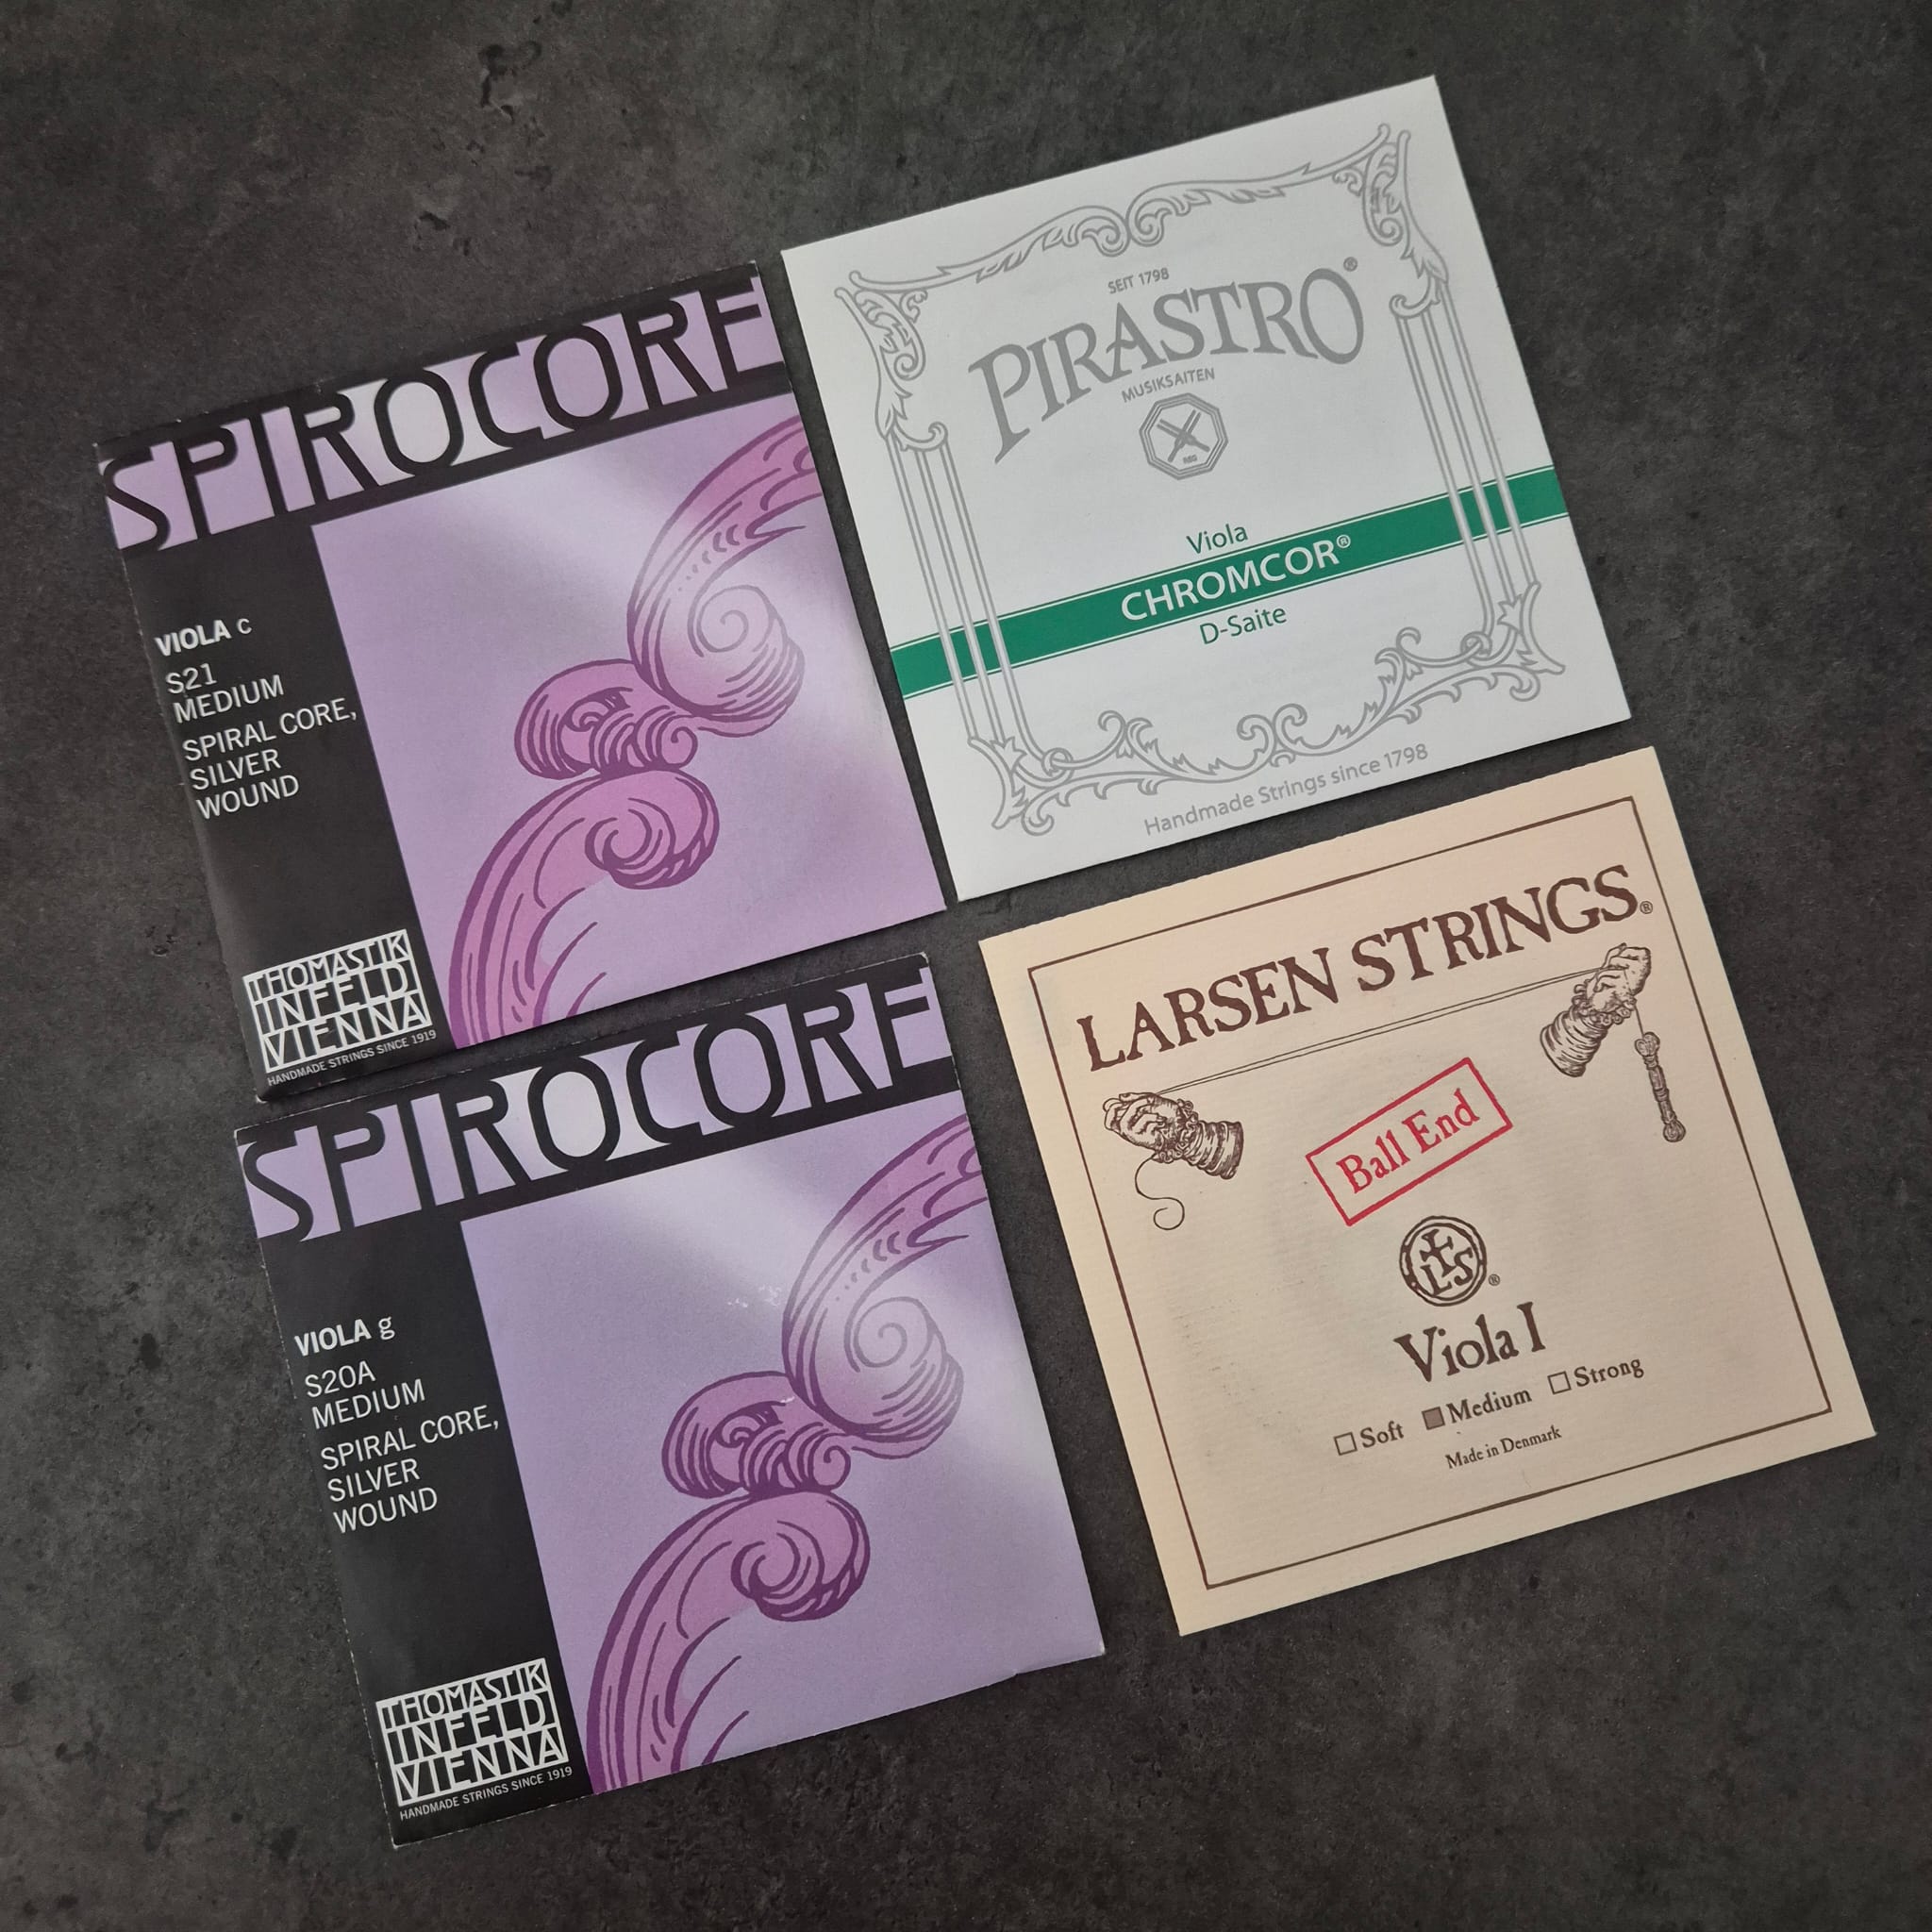 SPIROCORE
VIOLA c
S21
MEDIUM
SPIRAL CORE,
SILVER
WOUND
THOMASTIK
INFELD
VIENNA
HANDMADE STRINGS SINCE 1919
SEIT 1798
PIRASTRO®
MUSIKSAITEN
Viola
CHROMCOR®
D-Saite
Handmade Strings since 1798
SPIROCORE
VIOLA g
S20A
MEDIUM
SPIRAL CORE,
SILVER
WOUND
THOMASTIK
INFELD
VIENNA
HANDMADE STRINGS SINCE 1919
LARSEN STRINGS®
Ball End
LS®
Viola I
Soft Medium Strong
Made in Denmark